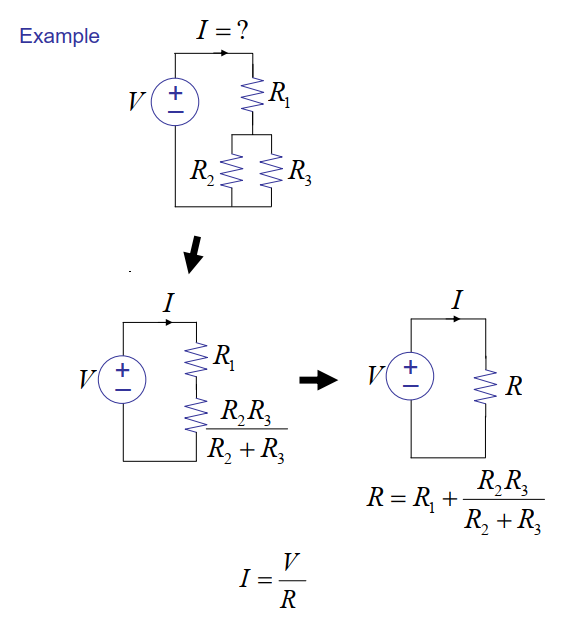 Example
I = ?
V
+
−
R₁
R₂
R₃
I
V
+
−
R₁
R₂R₃
R₂ + R₃
I
V
+
−
R
R = R₁ + R₂R₃
R₂ + R₃
I = V
R